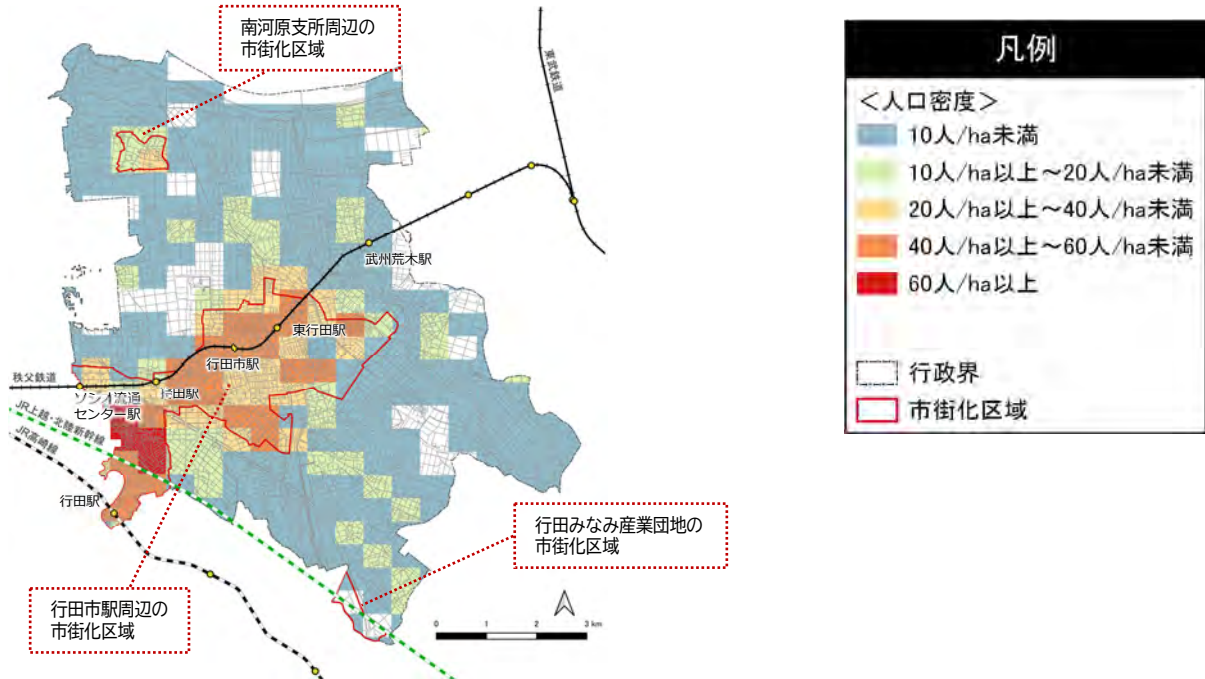 南河原支所周辺の
市街化区域
東武鉄道
武州荒木駅
東行田駅
行田市駅
秩父鉄道
持田駅
ソシオ流通
センター駅
JR上越・北陸新幹線
JR高崎線
行田駅
行田みなみ産業団地の
市街化区域
行田市駅周辺の
市街化区域
0 1 2 3 km
凡例
<人口密度>
10人/ha未満
10人/ha以上~20人/ha未満
20人/ha以上~40人/ha未満
40人/ha以上~60人/ha未満
60人/ha以上
行政界
市街化区域